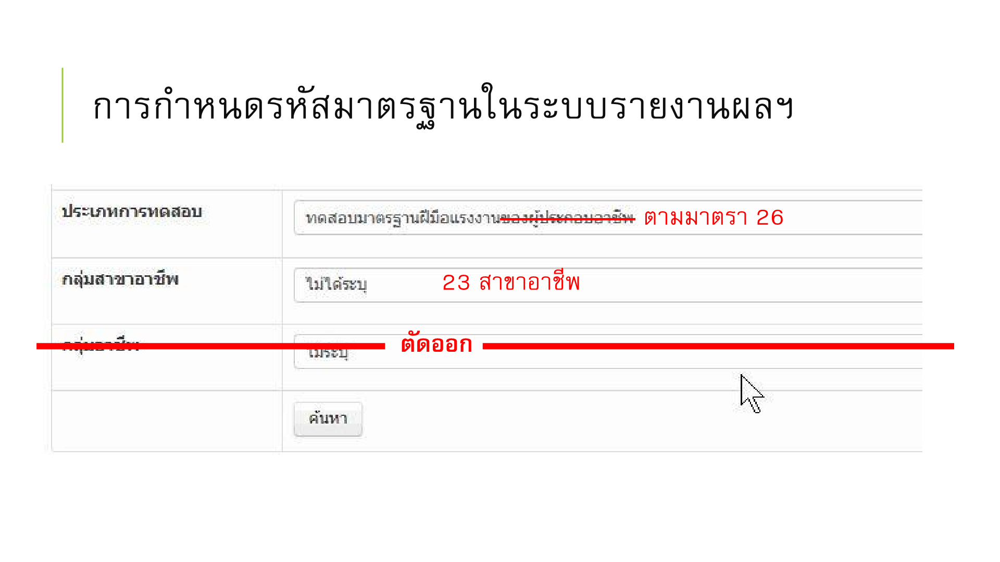 การกำหนดรหัสมาตรฐานในระบบรายงานผลฯ
ประเภทการทดสอบ
ทดสอบมาตรฐานฝีมือแรงงานของผู้ประกอบอาชีพ ตามมาตรา 26
กลุ่มสาขาอาชีพ
ไม่ได้ระบุ 23 สาขาอาชีพ
กลุ่มอาชีพ
ไม่ระบุ ตัดออก
ค้นหา